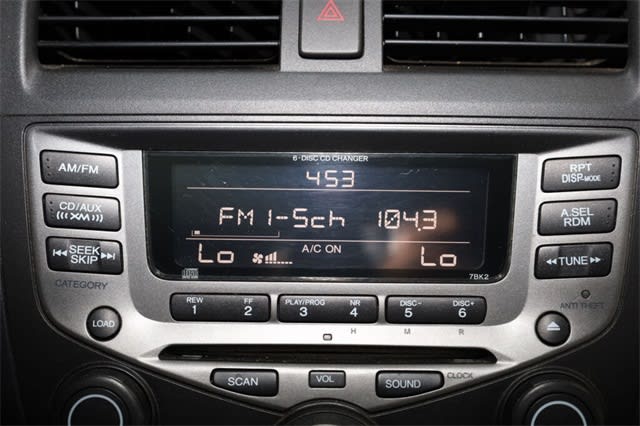 6-DISC CD CHANGER
453
FM1-Sch 104.3
A/C ON
Lo Lo
7BK2
AM/FM
CD/AUX
((XM))
SEEK
SKIP
CATEGORY
LOAD
RPT
DISP-MODE
A.SEL
RDM
TUNE
ANTI THEFT
REW FF PLAY/PROG NR DISC- DISC+
1 2 3 4 5 6
H M R
SCAN VOL SOUND CLOCK